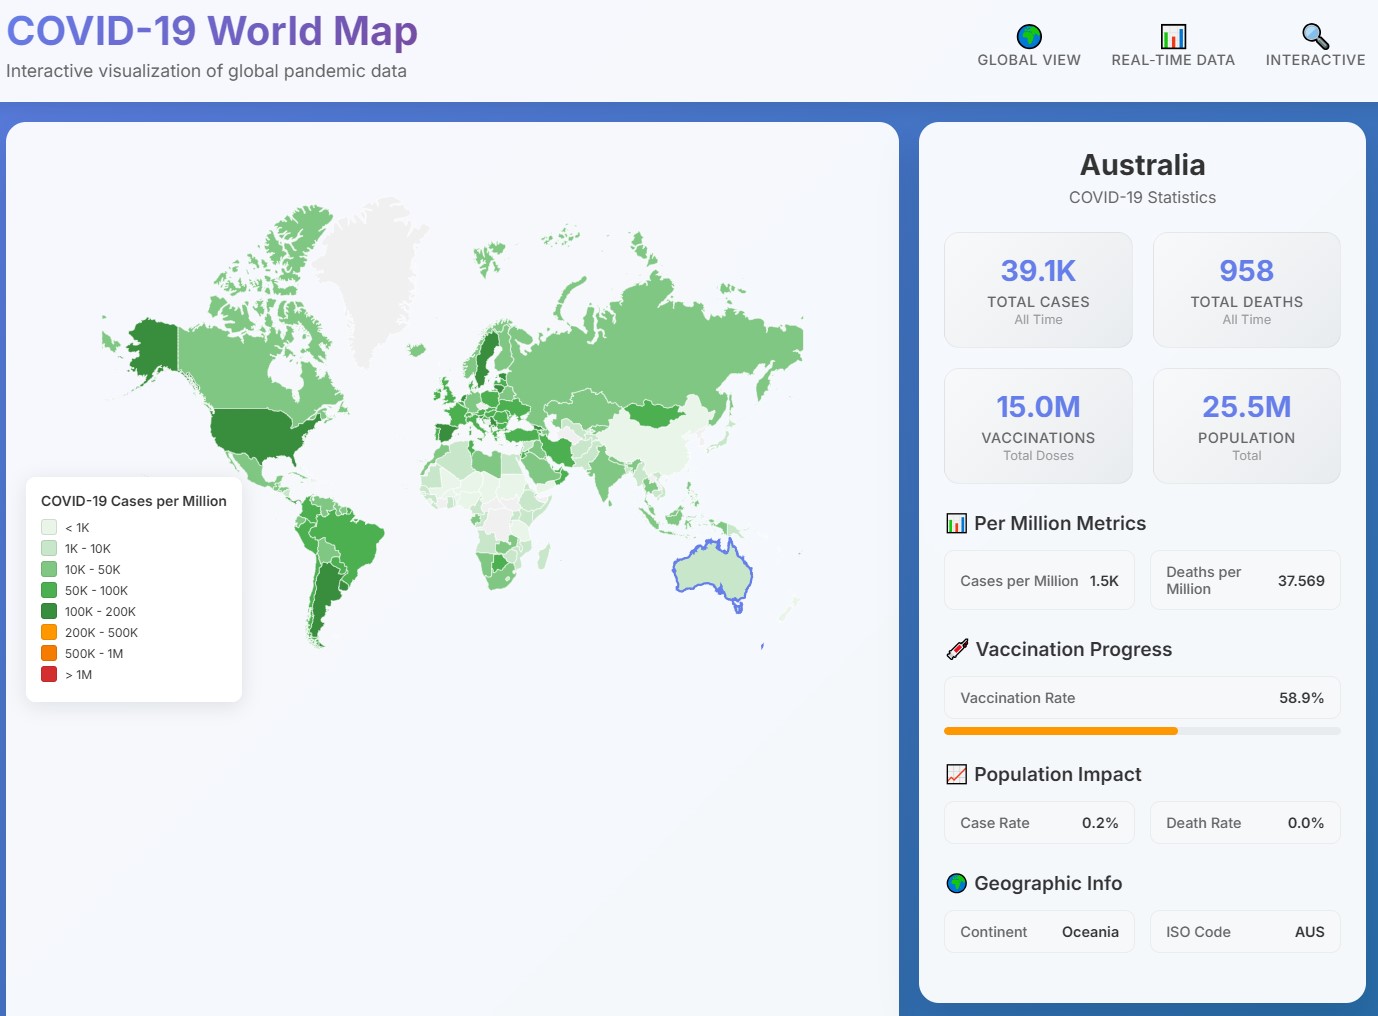 COVID-19 World Map
Interactive visualization of global pandemic data
GLOBAL VIEW
REAL-TIME DATA
INTERACTIVE
COVID-19 Cases per Million
< 1K
1K - 10K
10K - 50K
50K - 100K
100K - 200K
200K - 500K
500K - 1M
> 1M
Australia
COVID-19 Statistics
39.1K
TOTAL CASES
All Time
958
TOTAL DEATHS
All Time
15.0M
VACCINATIONS
Total Doses
25.5M
POPULATION
Total
Per Million Metrics
Cases per Million 1.5K
Deaths per
Million
37.569
Vaccination Progress
Vaccination Rate 58.9%
Population Impact
Case Rate 0.2%
Death Rate 0.0%
Geographic Info
Continent Oceania
ISO Code AUS